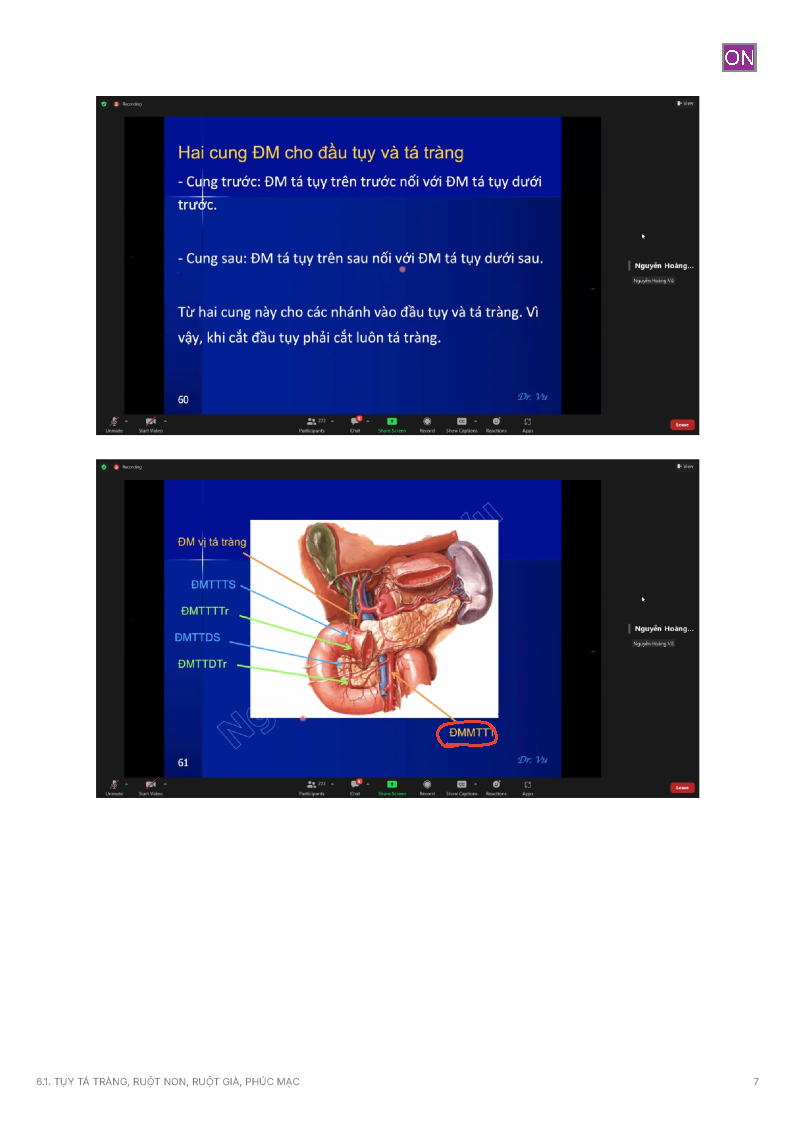 ON
Recording
View
Hai cung ĐM cho đầu tụy và tá tràng
- Cung trước: ĐM tá tụy trên trước nối với ĐM tá tụy dưới
trước.
- Cung sau: ĐM tá tụy trên sau nối với ĐM tá tụy dưới sau.
Từ hai cung này cho các nhánh vào đầu tụy và tá tràng. Vì
vậy, khi cắt đầu tụy phải cắt luôn tá tràng.
60
Dr. Vu
Nguyễn Hoàng...
Nguyễn Hoàng Vũ
Unmute Start Video Participants Chat Share Screen Record Show Captions Reactions Apps Leave
Recording
View
ĐM vị tá tràng
ĐMTTTS
ĐMTTTTr
ĐMTTDS
ĐMTTDTr
ĐMMTTT
61
Dr. Vu
Nguyễn Hoàng...
Nguyễn Hoàng Vũ
Unmute Start Video Participants Chat Share Screen Record Show Captions Reactions Apps Leave
6.1. TỤY TÁ TRÀNG, RUỘT NON, RUỘT GIÀ, PHÚC MẠC 7